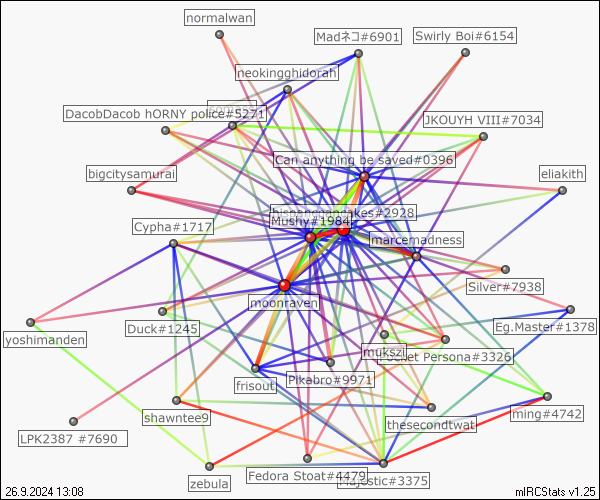 normalwan
Madネコ#6901
Swirly Boi#6154
neokingghidorah
DacobDacob hORNY police#5271
JKOUYH VIII#7034
Can anything be saved#0396
bigcitysamurai
eliakith
#2928
Mushy#1984
Cypha#1717
marcemadness
Silver#7938
moonraven
Eg.Master#1378
yoshimanden
Duck#1245
mukszi
Pocket Persona#3326
frisout
Pikabro#9971
shawntee9
ming#4742
thesecondtwat
LPK2387 #7690
Fedora Stoat#4479
Majestic#3375
zebula
26.9.2024 13:08
mIRCStats v1.25